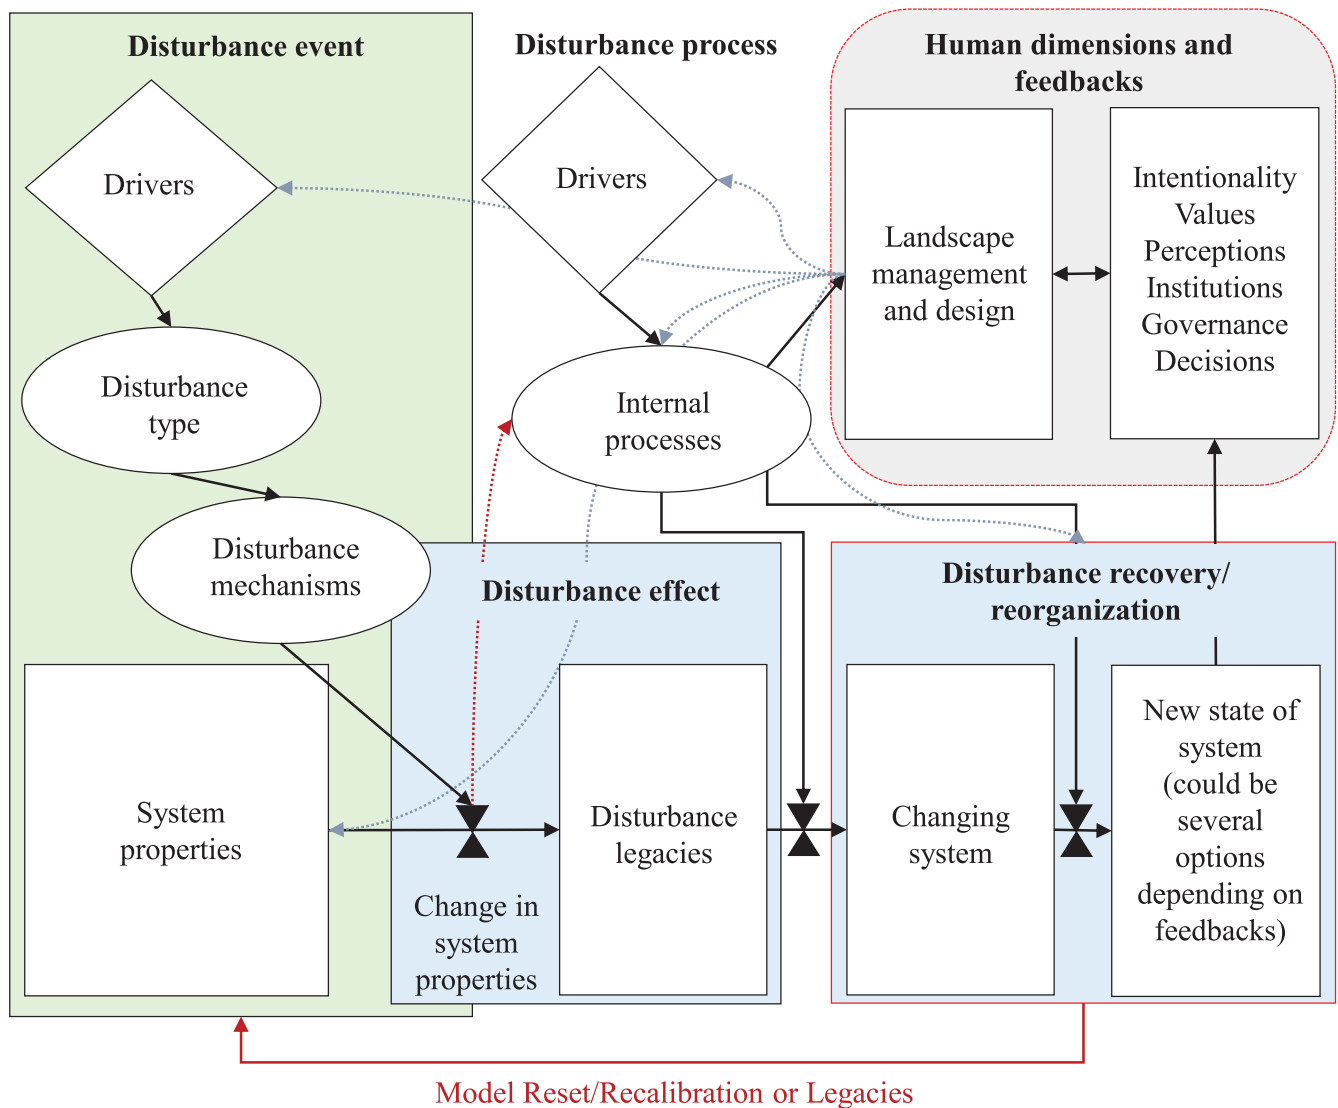 Disturbance event
Drivers
Disturbance
type
Disturbance
mechanisms
System
properties
Disturbance process
Drivers
Internal
processes
Human dimensions and
feedbacks
Landscape
management
and design
Intentionality
Values
Perceptions
Institutions
Governance
Decisions
Disturbance effect
Change in
system
properties
Disturbance
legacies
Disturbance recovery/
reorganization
Changing
system
New state of
system
(could be
several
options
depending on
feedbacks)
Model Reset/Recalibration or Legacies